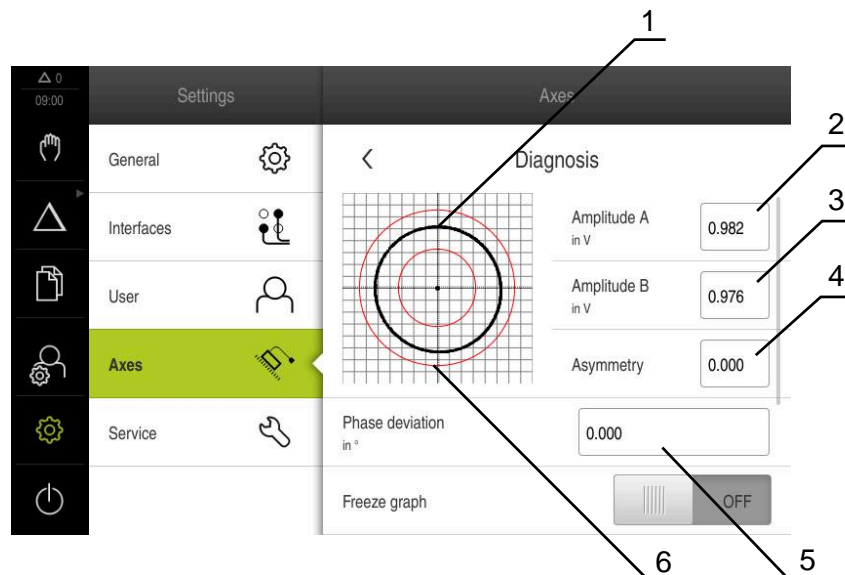 1
△ 0
09:00
Settings
Axes
General
Interfaces
User
Axes
Service
Diagnosis
Amplitude A
in V
0.982
2
Amplitude B
in V
0.976
3
Asymmetry
0.000
4
Phase deviation
in °
0.000
Freeze graph
OFF
6
5